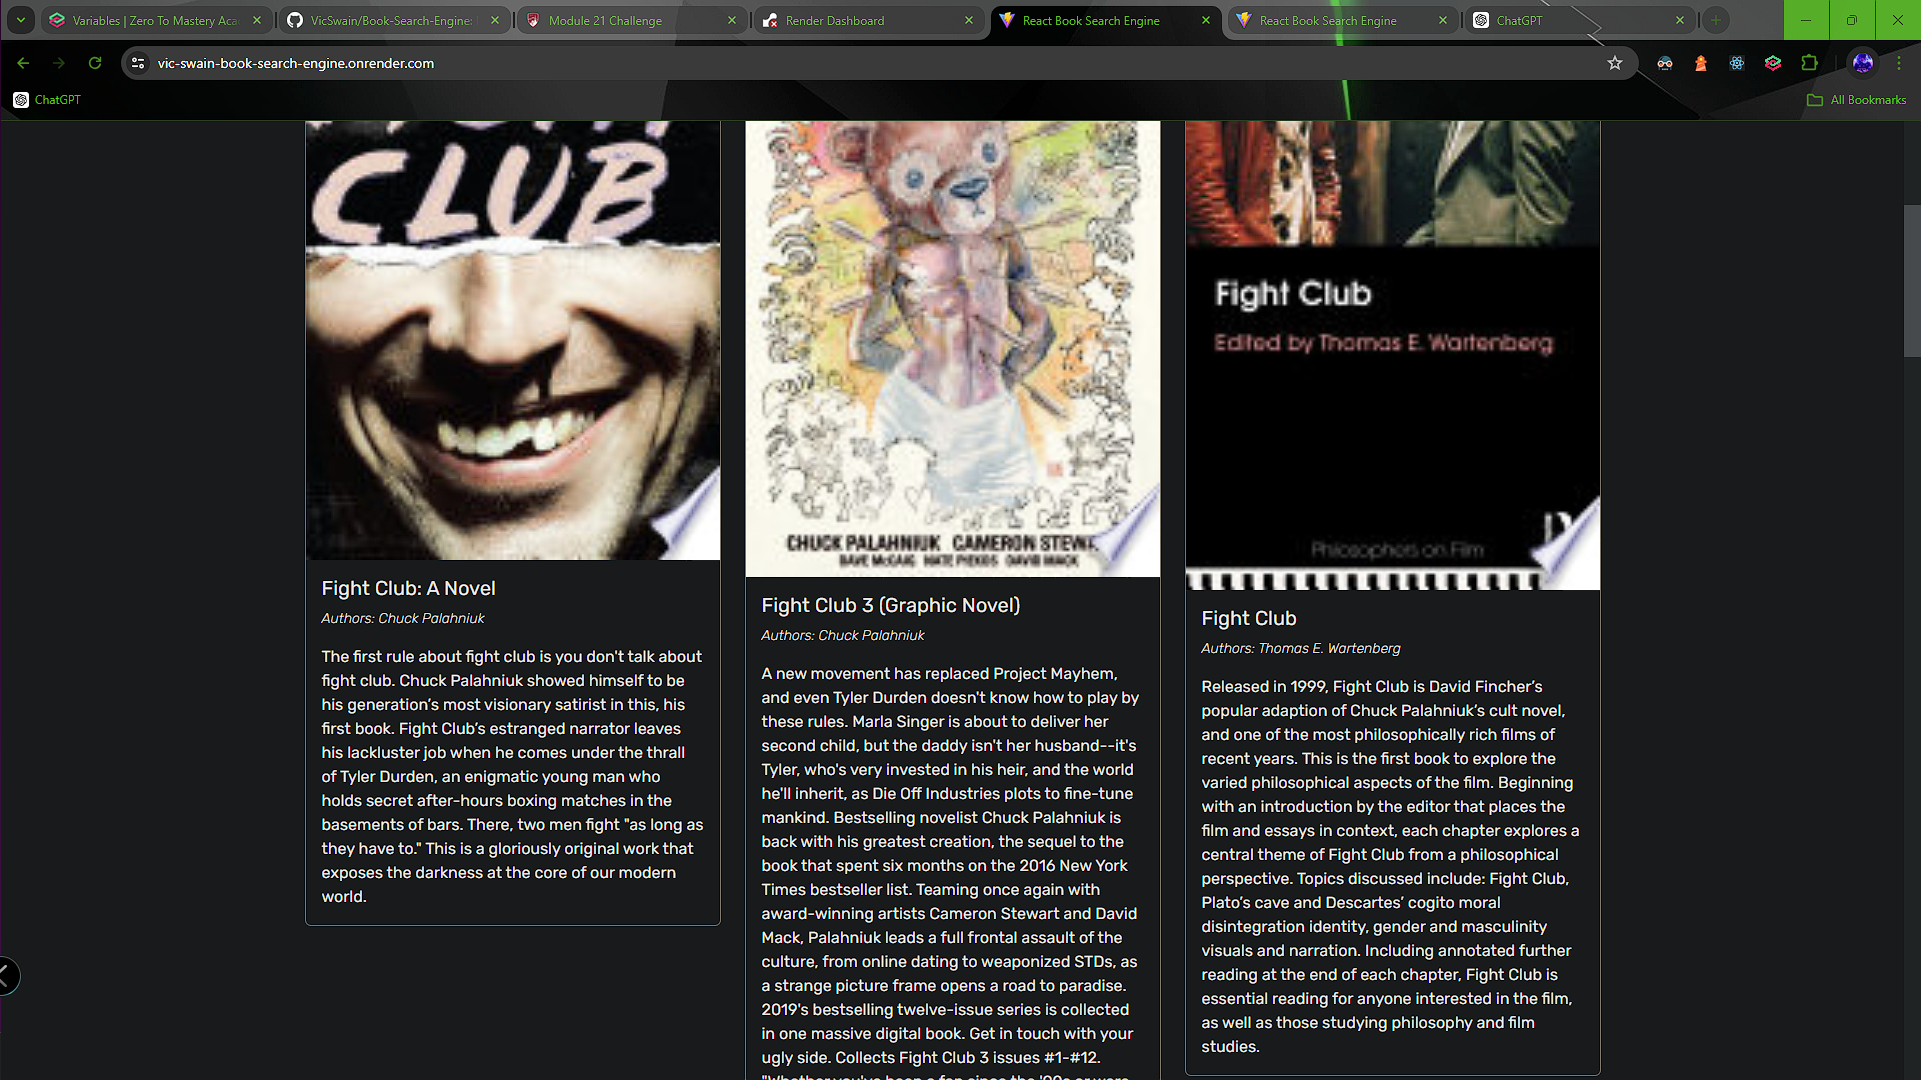 Variables | Zero To Mastery Aca
VicSwain/Book-Search-Engine:
Module 21 Challenge
Render Dashboard
React Book Search Engine
React Book Search Engine
ChatGPT
vic-swain-book-search-engine.onrender.com
ChatGPT
All Bookmarks
CLUB
CHUCK PALAHNIUK CAMERON STEWA
DAVE McCAIG NATE PIEKOS DAVID MACK
Fight Club
Edited by Thomas E. Wartenberg
Philosophers on Film
Fight Club: A Novel
Authors: Chuck Palahniuk
The first rule about fight club is you don't talk about
fight club. Chuck Palahniuk showed himself to be
his generation’s most visionary satirist in this, his
first book. Fight Club’s estranged narrator leaves
his lackluster job when he comes under the thrall
of Tyler Durden, an enigmatic young man who
holds secret after-hours boxing matches in the
basements of bars. There, two men fight "as long as
they have to." This is a gloriously original work that
exposes the darkness at the core of our modern
world.
Fight Club 3 (Graphic Novel)
Authors: Chuck Palahniuk
A new movement has replaced Project Mayhem,
and even Tyler Durden doesn't know how to play by
these rules. Marla Singer is about to deliver her
second child, but the daddy isn't her husband--it's
Tyler, who's very invested in his heir, and the world
he'll inherit, as Die Off Industries plots to fine-tune
mankind. Bestselling novelist Chuck Palahniuk is
back with his greatest creation, the sequel to the
book that spent six months on the 2016 New York
Times bestseller list. Teaming once again with
award-winning artists Cameron Stewart and David
Mack, Palahniuk leads a full frontal assault of the
culture, from online dating to weaponized STDs, as
a strange picture frame opens a road to paradise.
2019's bestselling twelve-issue series is collected
in one massive digital book. Get in touch with your
ugly side. Collects Fight Club 3 issues #1-#12.
"Whether you've been a fan since the '90s or were
Fight Club
Authors: Thomas E. Wartenberg
Released in 1999, Fight Club is David Fincher’s
popular adaption of Chuck Palahniuk’s cult novel,
and one of the most philosophically rich films of
recent years. This is the first book to explore the
varied philosophical aspects of the film. Beginning
with an introduction by the editor that places the
film and essays in context, each chapter explores a
central theme of Fight Club from a philosophical
perspective. Topics discussed include: Fight Club,
Plato’s cave and Descartes’ cogito moral
disintegration identity, gender and masculinity
visuals and narration. Including annotated further
reading at the end of each chapter, Fight Club is
essential reading for anyone interested in the film,
as well as those studying philosophy and film
studies.